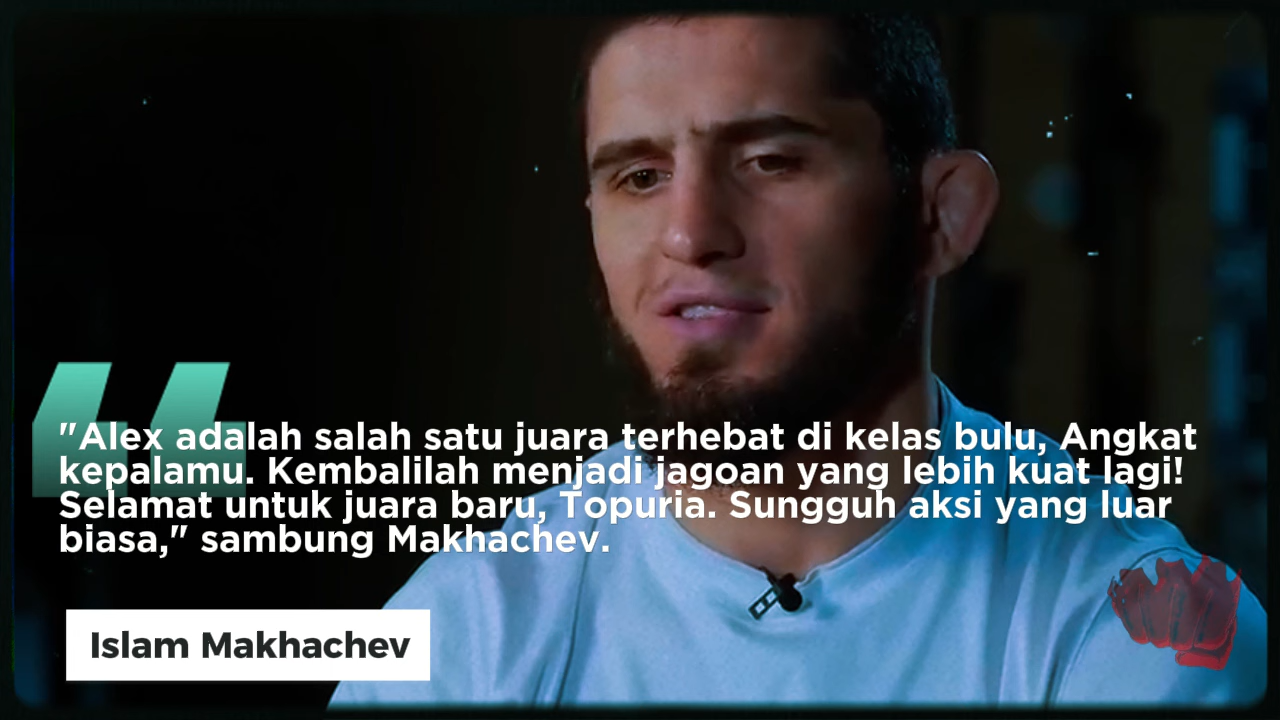 "Alex adalah salah satu juara terhebat di kelas bulu, Angkat
kepalamu. Kembalilah menjadi jagoan yang lebih kuat lagi!
Selamat untuk juara baru, Topuria. Sungguh aksi yang luar
biasa," sambung Makhachev.
Islam Makhachev